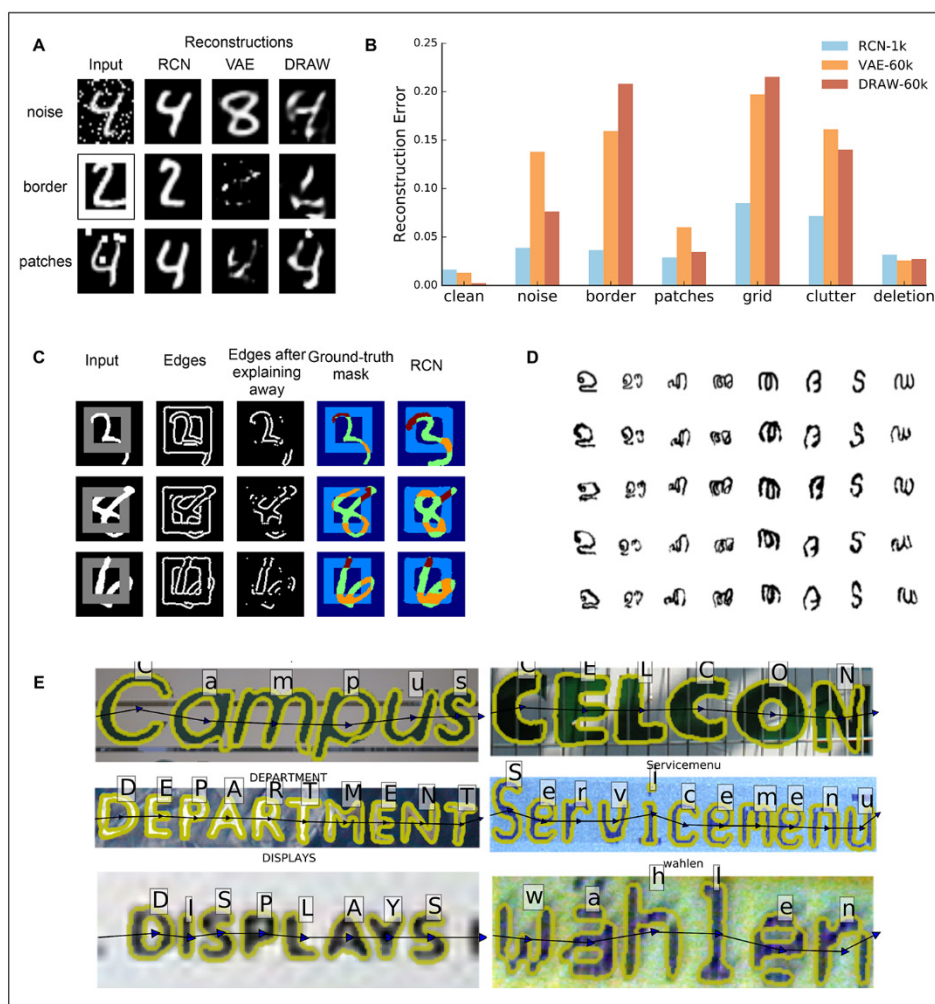 A
Reconstructions
Input RCN VAE DRAW
noise
border
patches
B
Reconstruction Error
0.25
0.20
0.15
0.10
0.05
0.00
clean noise border patches grid clutter deletion
RCN-1k
VAE-60k
DRAW-60k
C
Input Edges Edges after explaining away Ground-truth mask RCN
D
E
C a m p u s
Campus
C E L C O N
CELCON
DEPARTMENT
D E P A R T M E N T
DEPARTMENT
Servicemenu
S e r v i c e m e n u
Servicemenu
DISPLAYS
D I S P L A Y S
DISPLAYS
wahlen
w a h l e n
wahlen